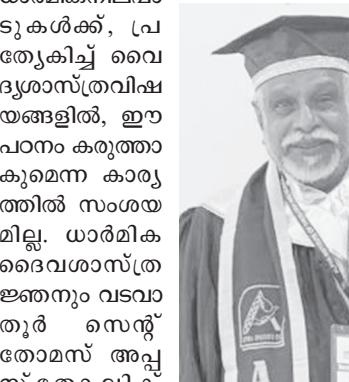 ടുകൾക്ക്, പ്ര
ത്യേകിച്ച് വൈ
ദ്യശാസ്ത്രവിഷ
യങ്ങളിൽ, ഈ
പഠനം കരുത്താ
കുമെന്ന കാര്യ
ത്തിൽ സംശയ
മില്ല. ധാർമിക
ദൈവശാസ്ത്ര
ജ്ഞനും വടവാ
തൂർ സെന്റ്
തോമസ് അപ്പ